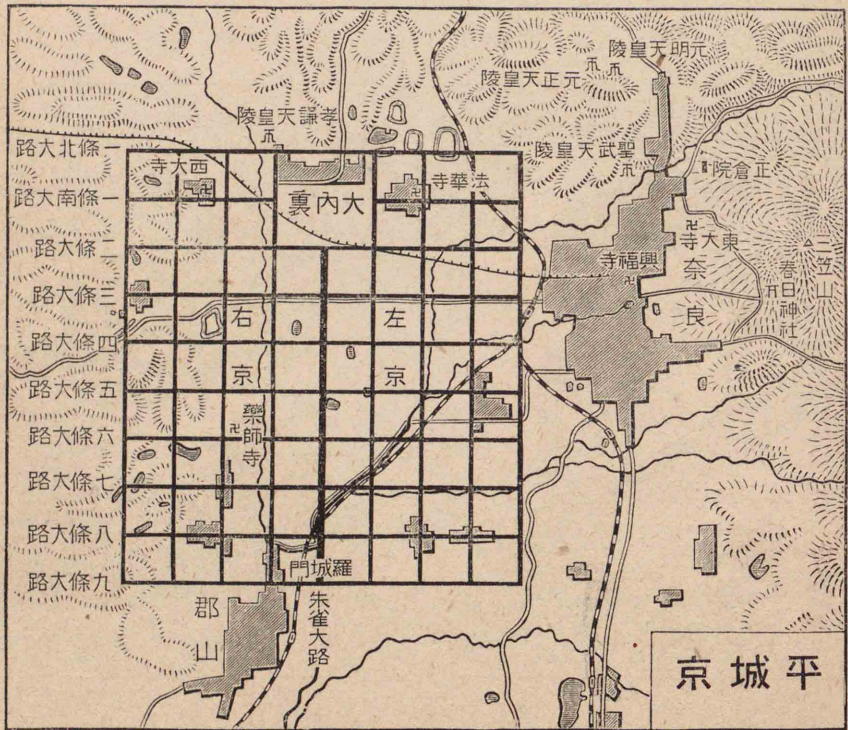 元明天皇陵
元正天皇陵
孝謙天皇陵
聖武天皇陵
正倉院
一條北大路
西大寺
法華寺
一條南大路
大內裏
東大寺
二條大路
興福寺
三笠山
春日神社
奈良
三條大路
左京
右京
四條大路
五條大路
藥師寺
六條大路
七條大路
八條大路
羅城門
九條大路
朱雀大路
郡山
平城京